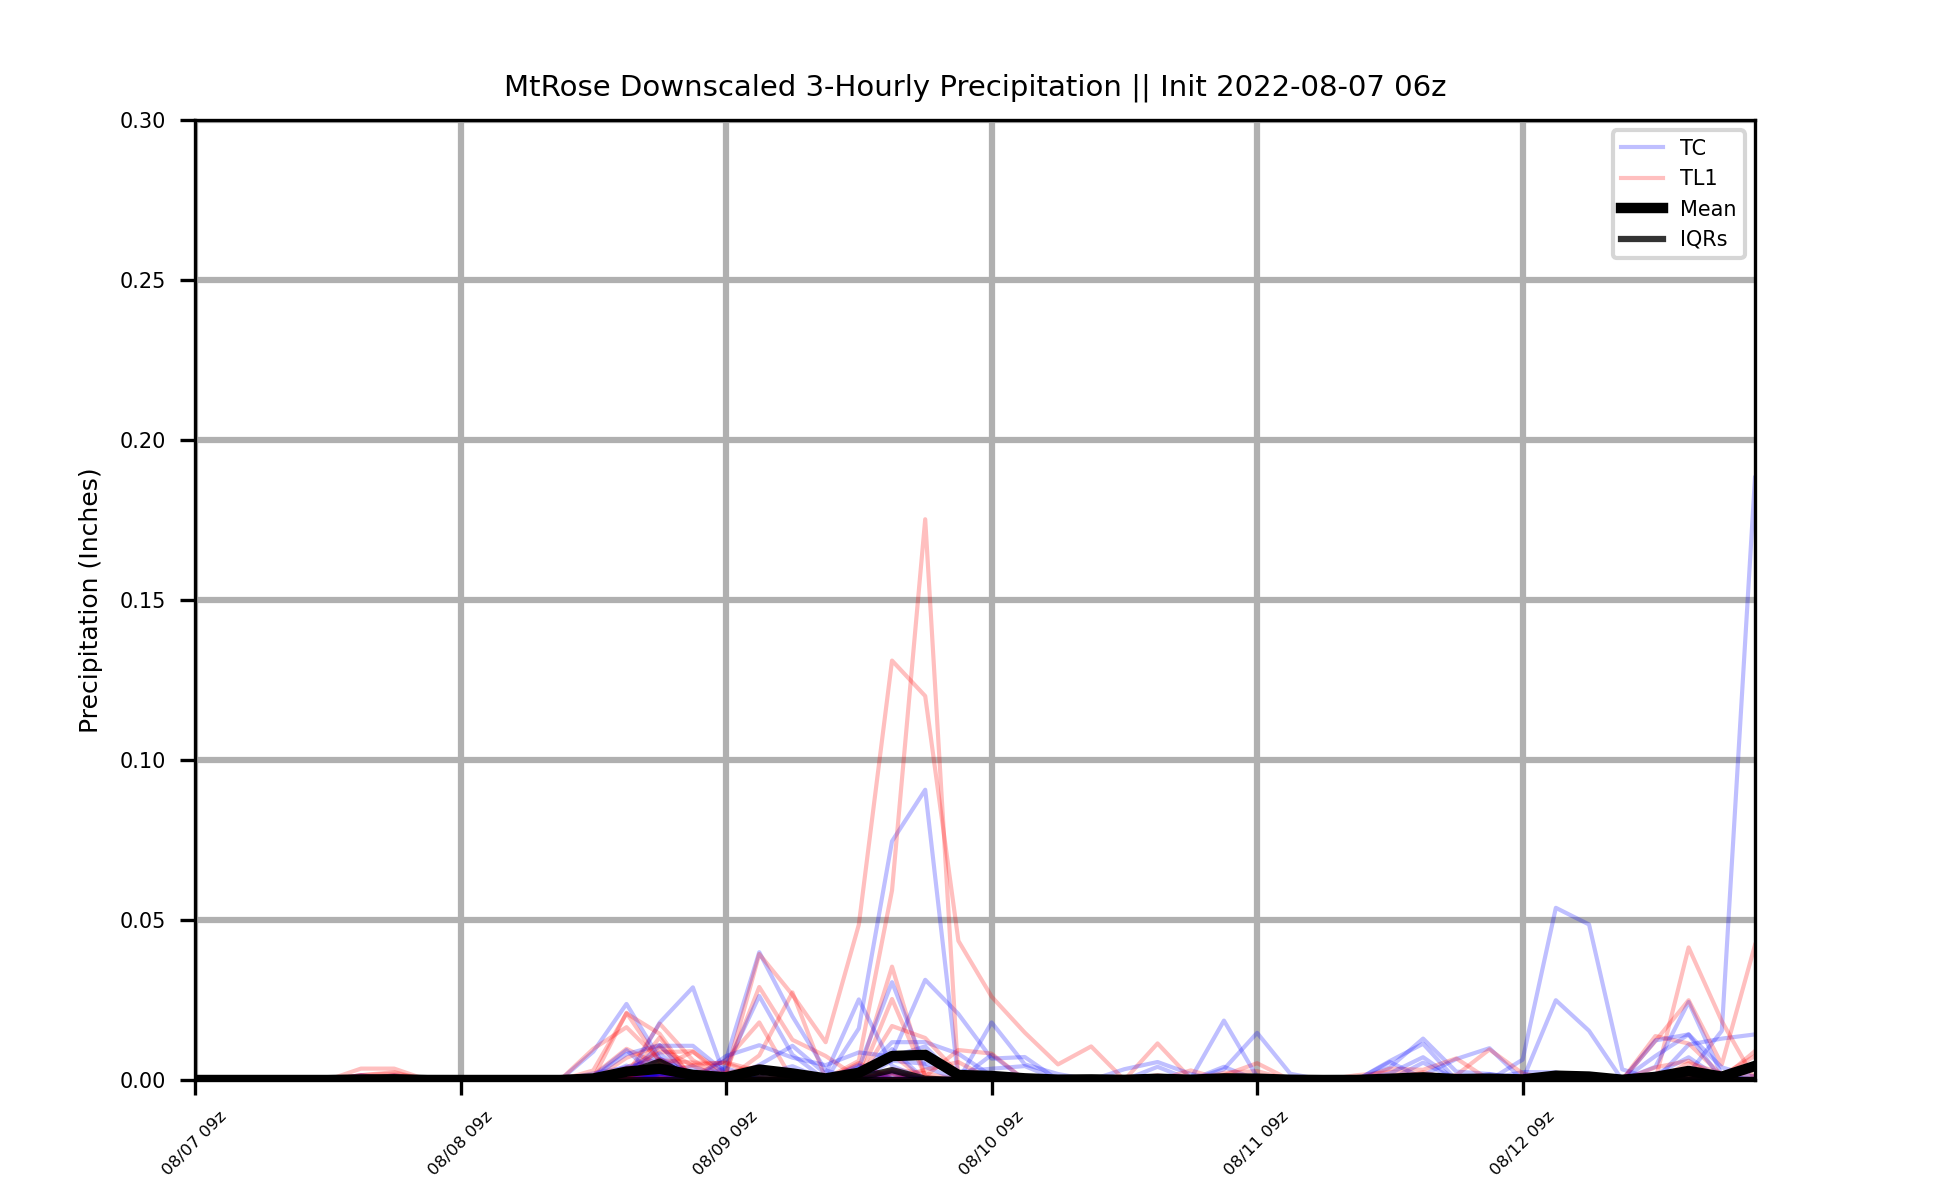 MtRose Downscaled 3-Hourly Precipitation || Init 2022-08-07 06z
TC
TL1
Mean
IQRs
Precipitation (Inches)
0.30
0.25
0.20
0.15
0.10
0.05
0.00
08/07 09z
08/08 09z
08/09 09z
08/10 09z
08/11 09z
08/12 09z